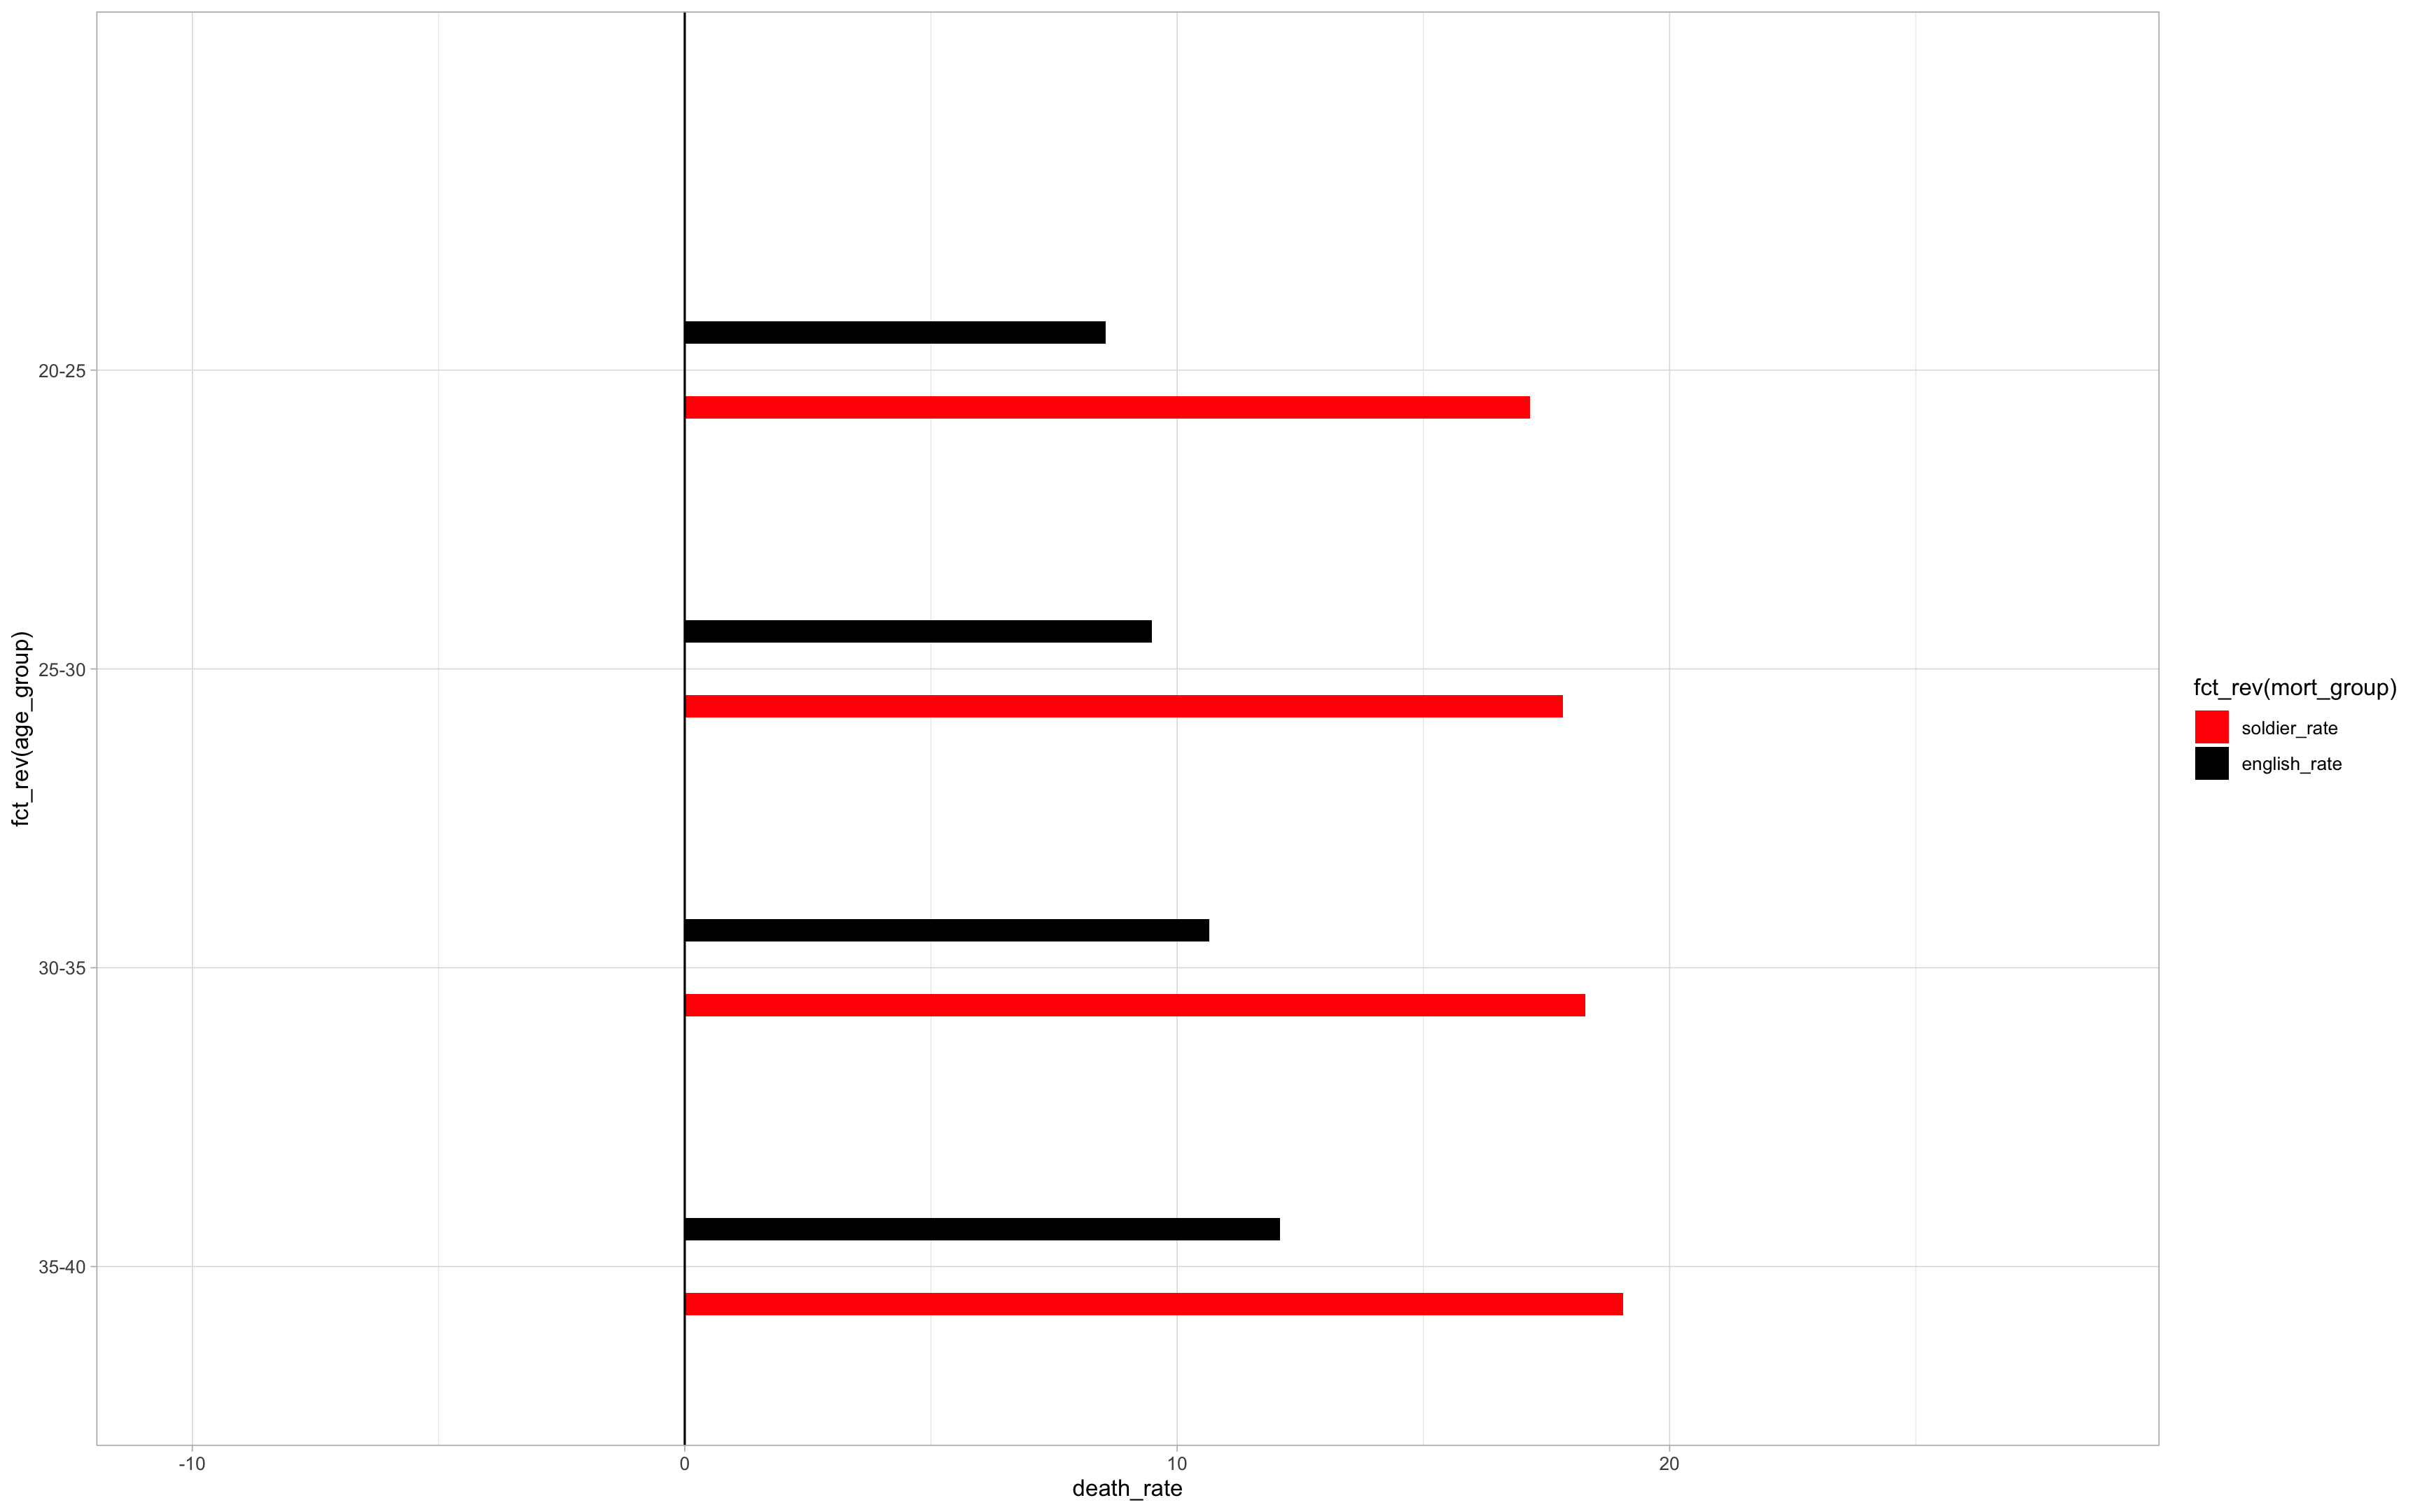 fct_rev(age_group)
20-25
25-30
30-35
35-40
-10
0
10
20
death_rate
fct_rev(mort_group)
soldier_rate
english_rate